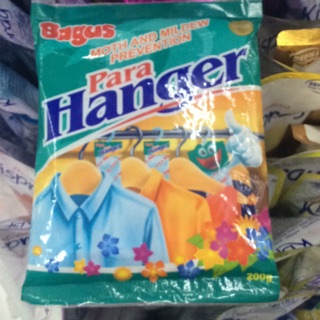 Bagus
MOTH AND MILDEW
PREVENTION
Para
Hanger
200g